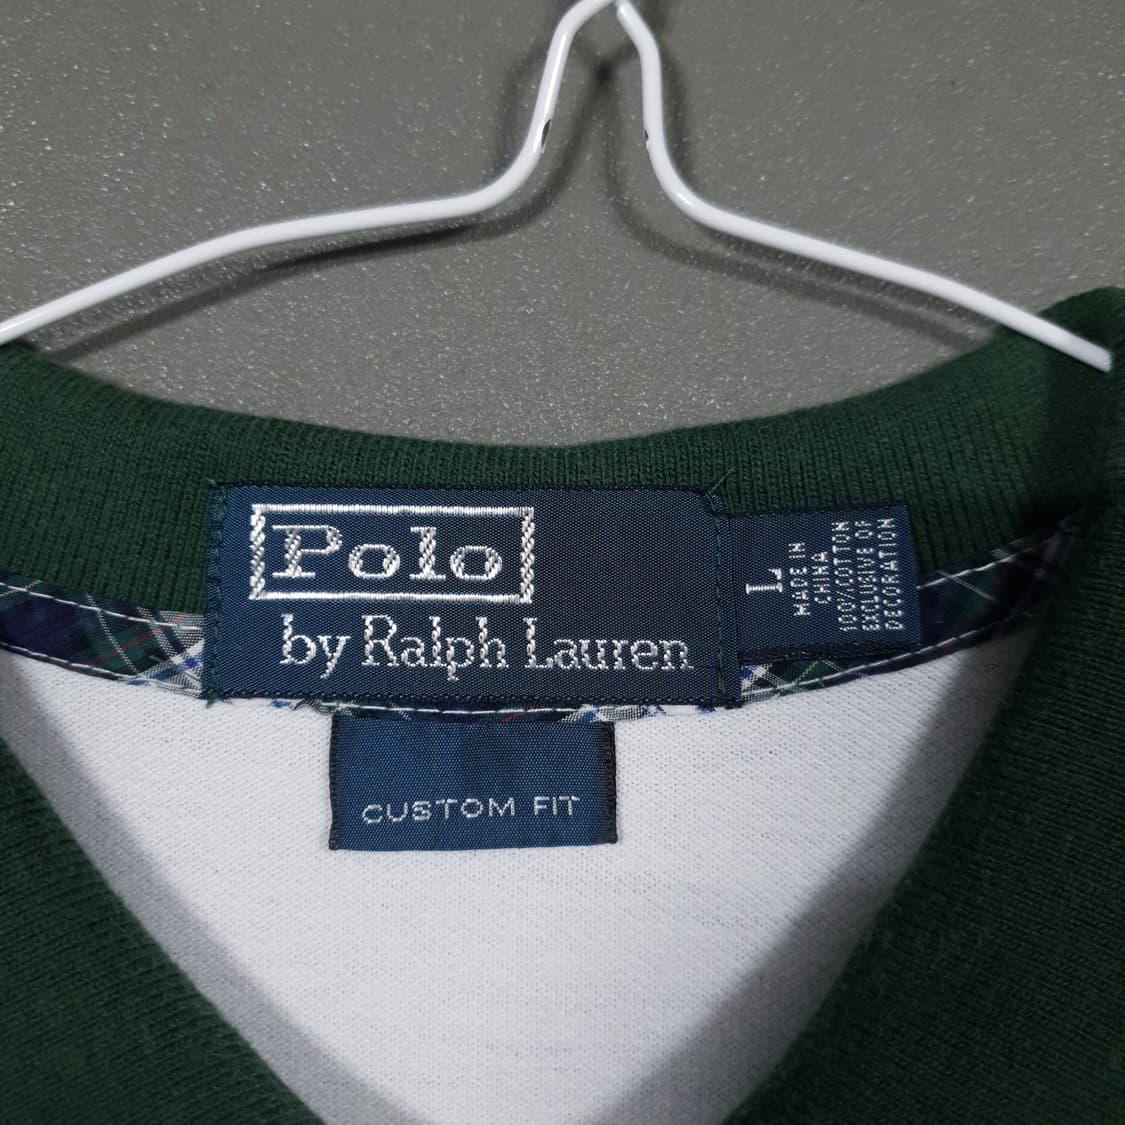 Polo
by Ralph Lauren
L
MADE IN
CHINA
100% COTTON
EXCLUSIVE OF
DECORATION
CUSTOM FIT